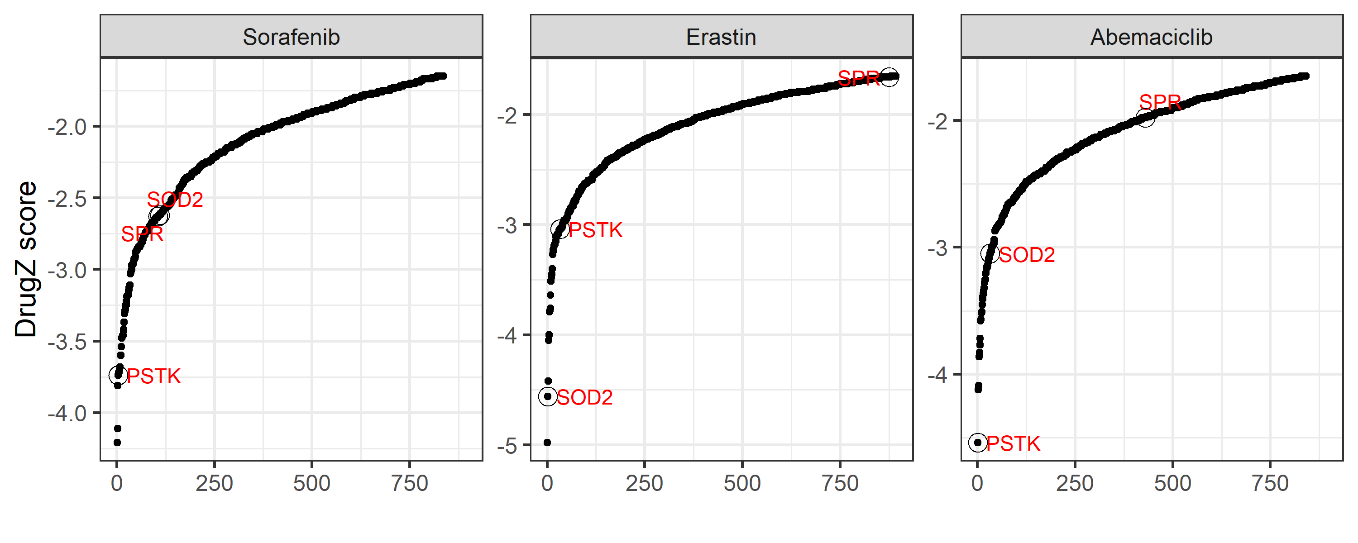 Sorafenib
Erastin
Abemaciclib
DrugZ score
-2.0
-2.5
-3.0
-3.5
-4.0
SOD2
SPR
PSTK
0 250 500 750
-2
-3
-4
-5
SPR
PSTK
SOD2
0 250 500 750
-2
-3
-4
SPR
SOD2
PSTK
0 250 500 750